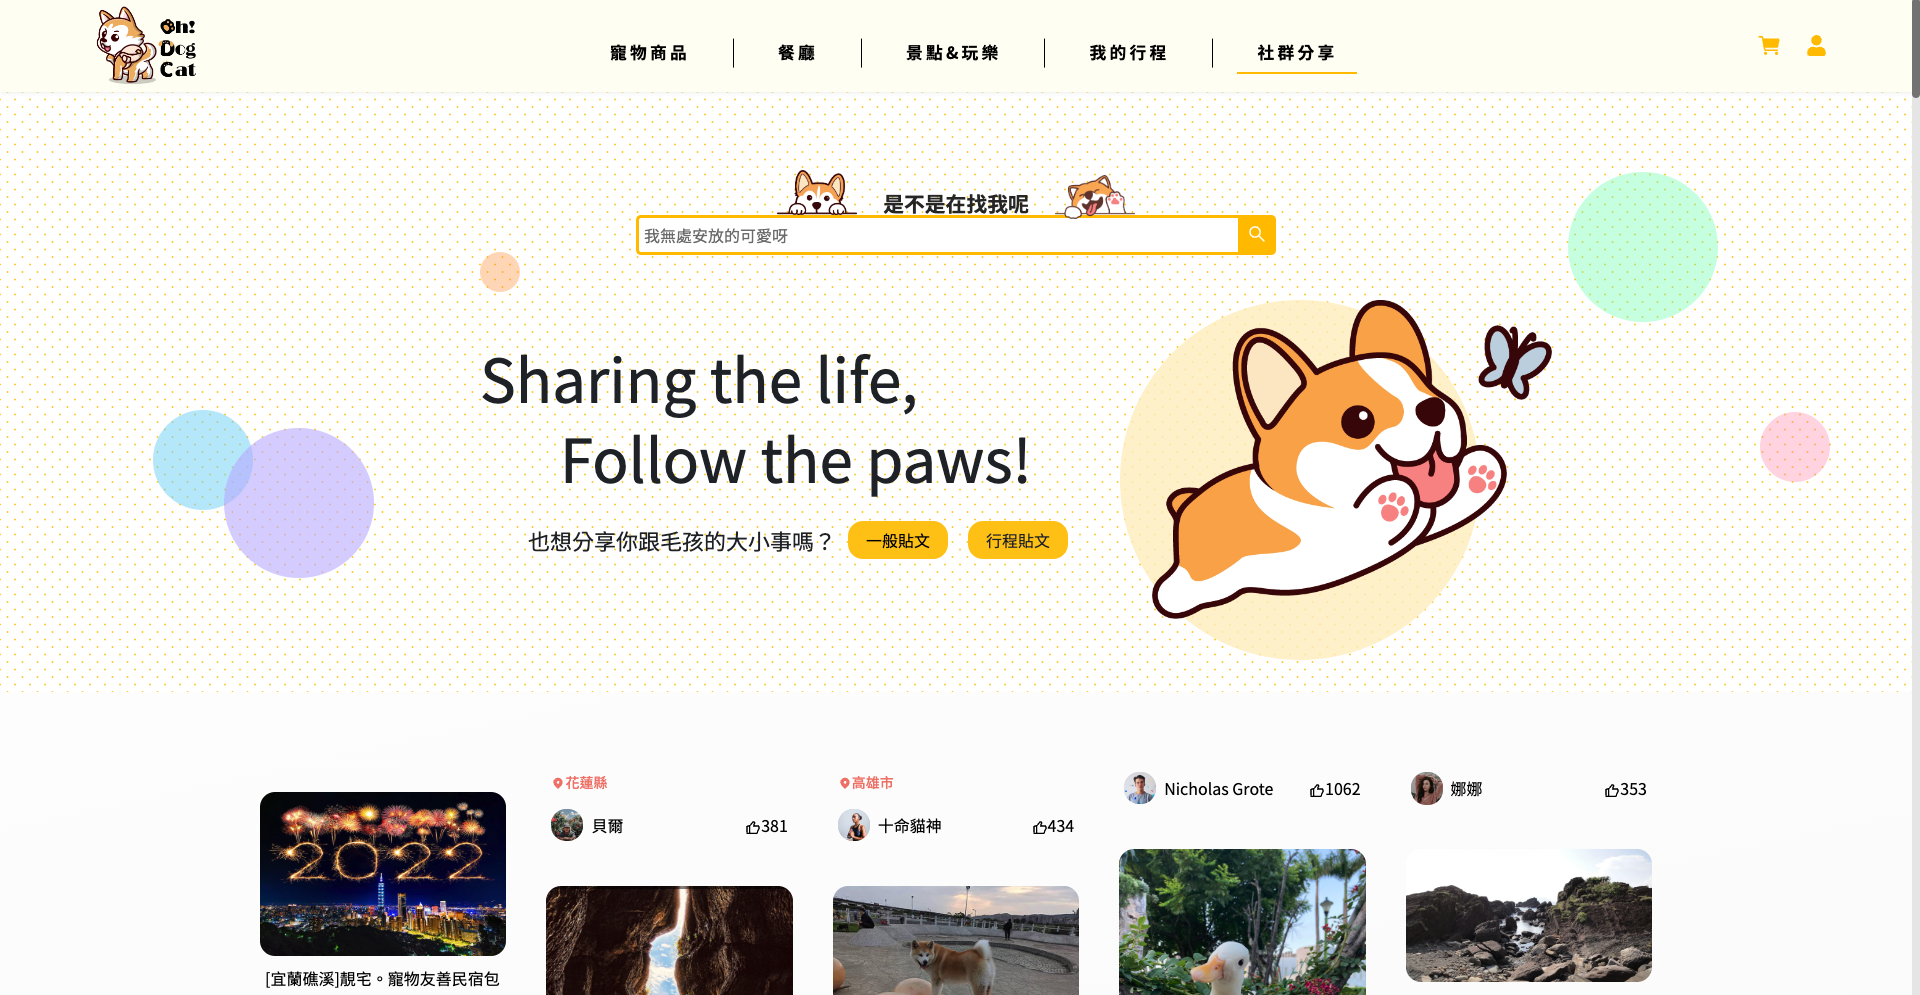 Oh!
Dog
Cat
寵物商品
餐廳
景點&玩樂
我的行程
社群分享
是不是在找我呢
我無處安放的可愛呀
Sharing the life,
Follow the paws!
也想分享你跟毛孩的大小事嗎？
一般貼文
行程貼文
花蓮縣
貝爾
381
高雄市
十命貓神
434
Nicholas Grote
1062
娜娜
353
2022
[宜蘭礁溪]靚宅。寵物友善民宿包